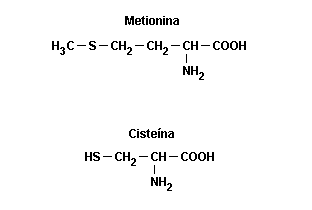 Metionina
H₃C – S – CH₂ – CH₂ – CH – COOH
NH₂
Cisteína
HS – CH₂ – CH – COOH
NH₂